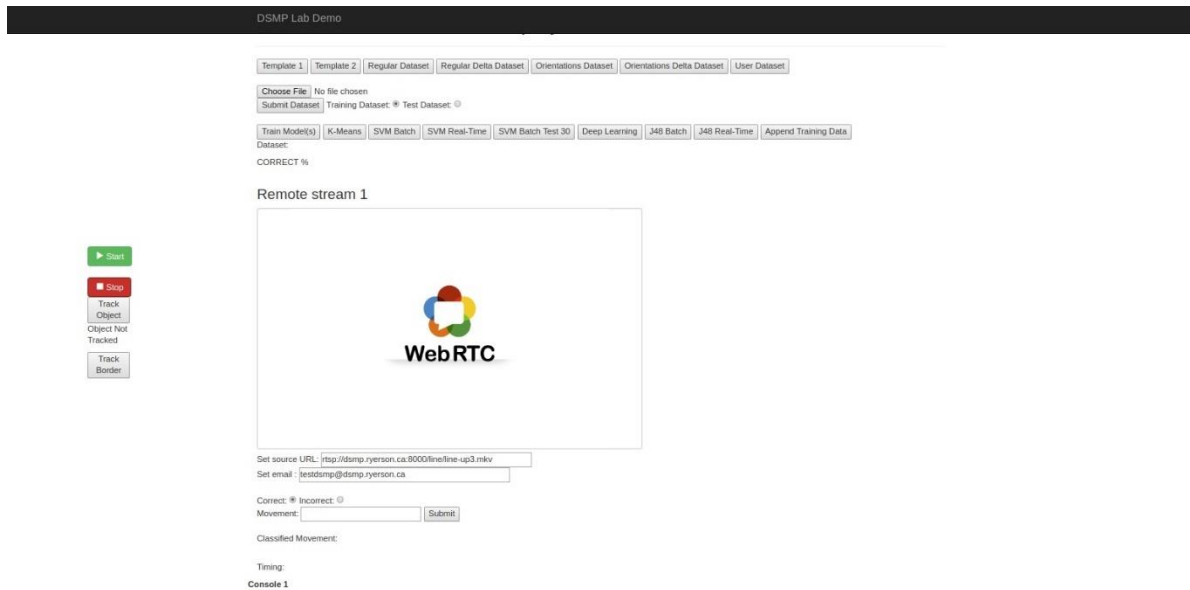 DSMP Lab Demo
Template 1 Template 2 Regular Dataset Regular Delta Dataset Orientations Dataset Orientations Delta Dataset User Dataset
Choose File No file chosen
Submit Dataset Training Dataset: Test Dataset:
Train Model(s) K-Means SVM Batch SVM Real-Time SVM Batch Test 30 Deep Learning J48 Batch J48 Real-Time Append Training Data
Dataset:
CORRECT %
Remote stream 1
Start
Stop
Track
Object
Object Not
Tracked
Track
Border
WebRTC
Set source URL: rtsp://dsmp.ryerson.ca:8000/line/line-up3.mkv
Set email : testdsmp@dsmp.ryerson.ca
Correct: Incorrect:
Movement: Submit
Classified Movement:
Timing:
Console 1